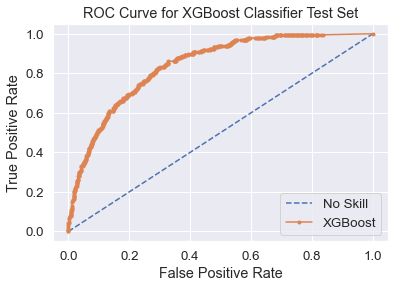 ROC Curve for XGBoost Classifier Test Set
True Positive Rate
1.0
0.8
0.6
0.4
0.2
0.0
No Skill
XGBoost
0.0 0.2 0.4 0.6 0.8 1.0
False Positive Rate